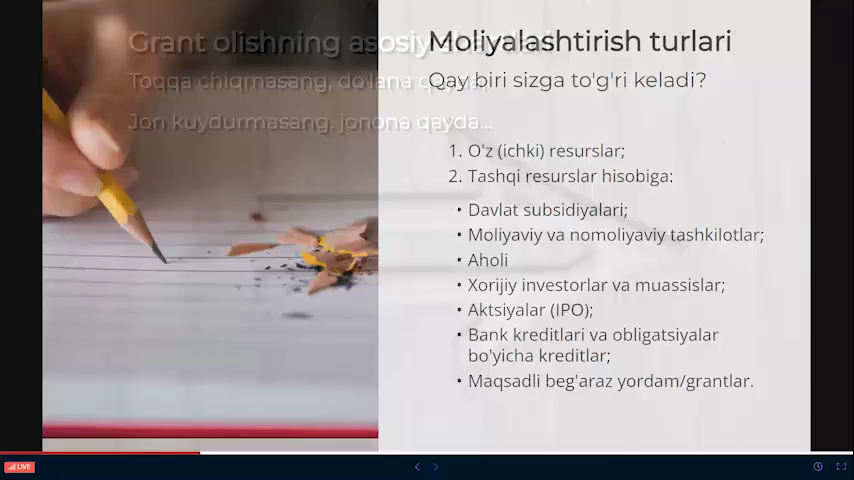 Grant olishning asosiy
Toqqa chiqmasang, do'lana qayda,
Jon kuydurmasang, jonona qayda...
Moliyalashtirish turlari
Qay biri sizga to'g'ri keladi?
1. O'z (ichki) resurslar;
2. Tashqi resurslar hisobiga:
• Davlat subsidiyalari;
• Moliyaviy va nomoliyaviy tashkilotlar;
• Aholi
• Xorijiy investorlar va muassislar;
• Aktsiyalar (IPO);
• Bank kreditlari va obligatsiyalar
bo'yicha kreditlar;
• Maqsadli beg'araz yordam/grantlar.
LIVE